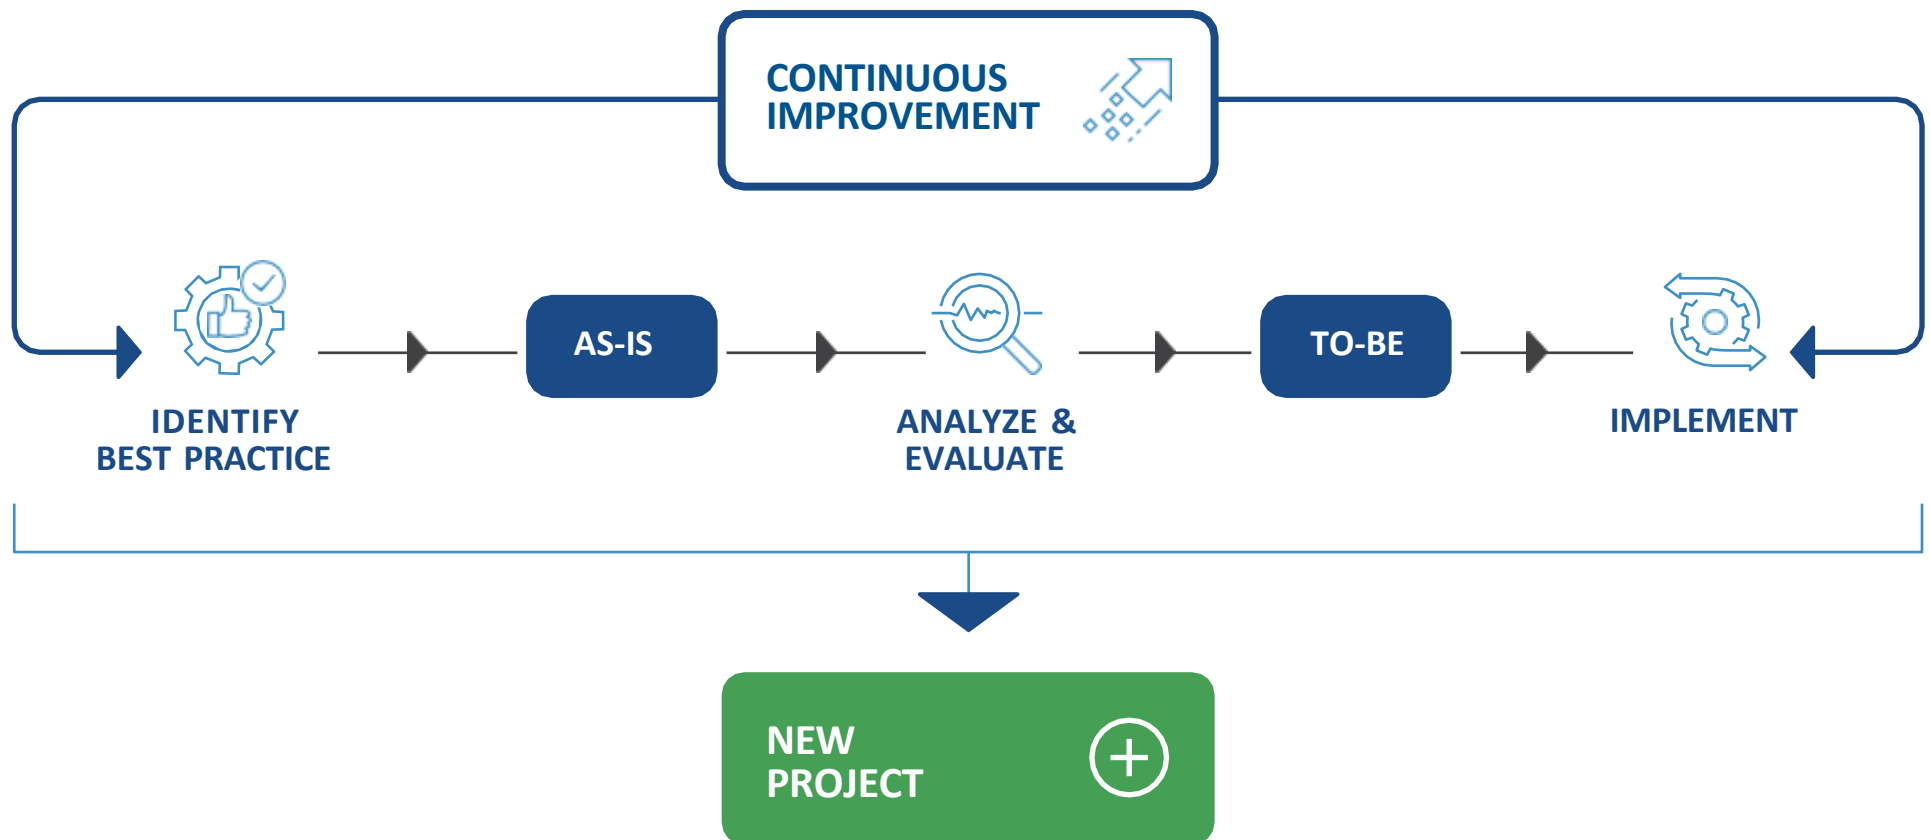 CONTINUOUS
IMPROVEMENT
AS-IS
TO-BE
IDENTIFY
BEST PRACTICE
ANALYZE &
EVALUATE
IMPLEMENT
NEW
PROJECT